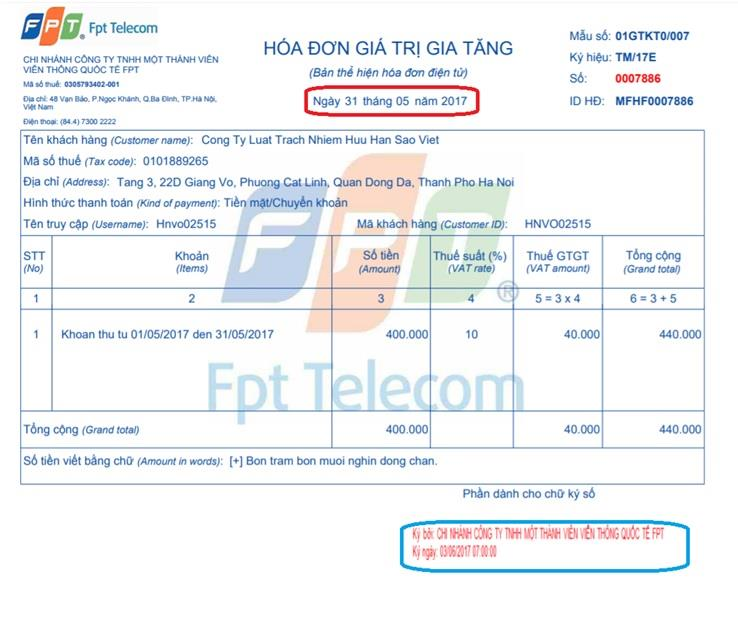 FPT Fpt Telecom
CHI NHÁNH CÔNG TY TNHH MỘT THÀNH VIÊN
VIỄN THÔNG QUỐC TẾ FPT
Mã số thuế: 0305793402-001
Địa chỉ: 48 Vạn Bảo, P.Ngọc Khánh, Q.Ba Đình, TP.Hà Nội,
Việt Nam
Điện thoại: (84.4) 7300 2222
HÓA ĐƠN GIÁ TRỊ GIA TĂNG
(Bản thể hiện hóa đơn điện tử)
Ngày 31 tháng 05 năm 2017
Mẫu số: 01GTKT0/007
Ký hiệu: TM/17E
Số: 0007886
ID HĐ: MFHF0007886
Tên khách hàng (Customer name): Cong Ty Luat Trach Nhiem Huu Han Sao Viet
Mã số thuế (Tax code): 0101889265
Địa chỉ (Address): Tang 3, 22D Giang Vo, Phuong Cat Linh, Quan Dong Da, Thanh Pho Ha Noi
Hình thức thanh toán (Kind of payment): Tiền mặt/Chuyển khoản
Tên truy cập (Username): Hnvo02515 Mã khách hàng (Customer ID): HNVO02515
STT Khoản Số tiền Thuế suất (%) Thuế GTGT Tổng cộng
(No) (Items) (Amount) (VAT rate) (VAT amount) (Grand total)
1 2 3 4 5 = 3 x 4 6 = 3 + 5
1 Khoan thu tu 01/05/2017 den 31/05/2017 400.000 10 40.000 440.000
FPT®
Fpt Telecom
Tổng cộng (Grand total) 400.000 40.000 440.000
Số tiền viết bằng chữ (Amount in words): [+] Bon tram bon muoi nghin dong chan.
Phần dành cho chữ ký số
Ký bởi: CHI NHÁNH CÔNG TY TNHH MỘT THÀNH VIÊN VIỄN THÔNG QUỐC TẾ FPT
Ký ngày: 03/06/2017 07:00:00